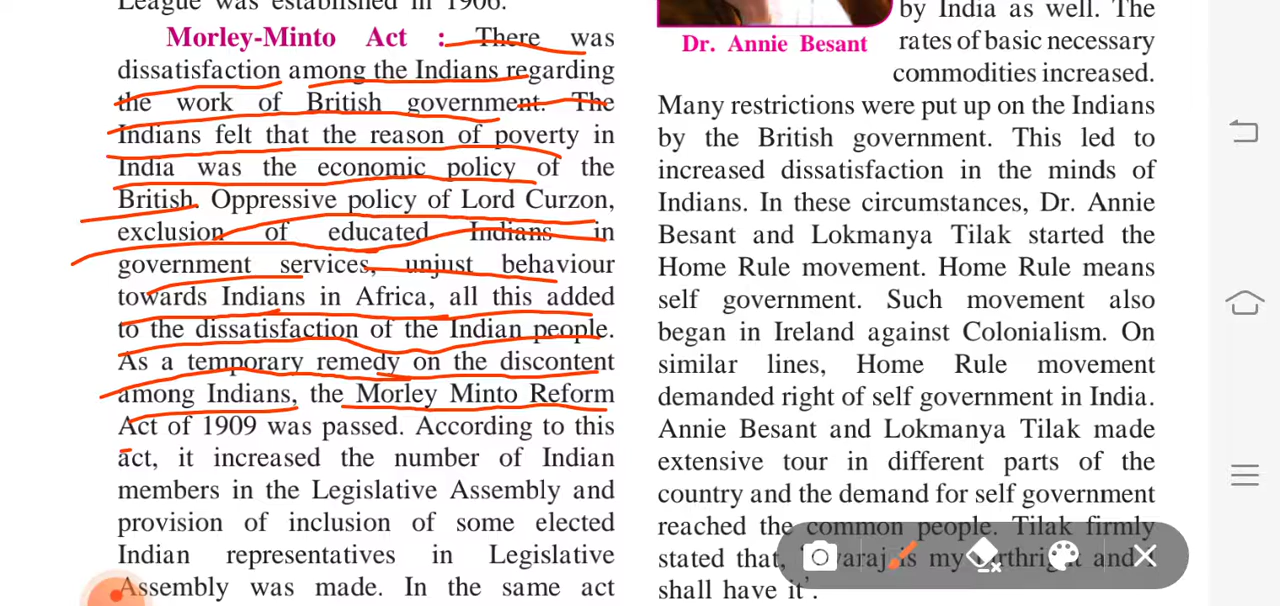 League was established in 1906.
Morley-Minto Act : There was
dissatisfaction among the Indians regarding
the work of British government. The
Indians felt that the reason of poverty in
India was the economic policy of the
British. Oppressive policy of Lord Curzon,
exclusion of educated Indians in
government services, unjust behaviour
towards Indians in Africa, all this added
to the dissatisfaction of the Indian people.
As a temporary remedy on the discontent
among Indians, the Morley Minto Reform
Act of 1909 was passed. According to this
act, it increased the number of Indian
members in the Legislative Assembly and
provision of inclusion of some elected
Indian representatives in Legislative
Assembly was made. In the same act
Dr. Annie Besant
by India as well. The
rates of basic necessary
commodities increased.
Many restrictions were put up on the Indians
by the British government. This led to
increased dissatisfaction in the minds of
Indians. In these circumstances, Dr. Annie
Besant and Lokmanya Tilak started the
Home Rule movement. Home Rule means
self government. Such movement also
began in Ireland against Colonialism. On
similar lines, Home Rule movement
demanded right of self government in India.
Annie Besant and Lokmanya Tilak made
extensive tour in different parts of the
country and the demand for self government
reached the common people. Tilak firmly
stated that, my and I
shall have it'.